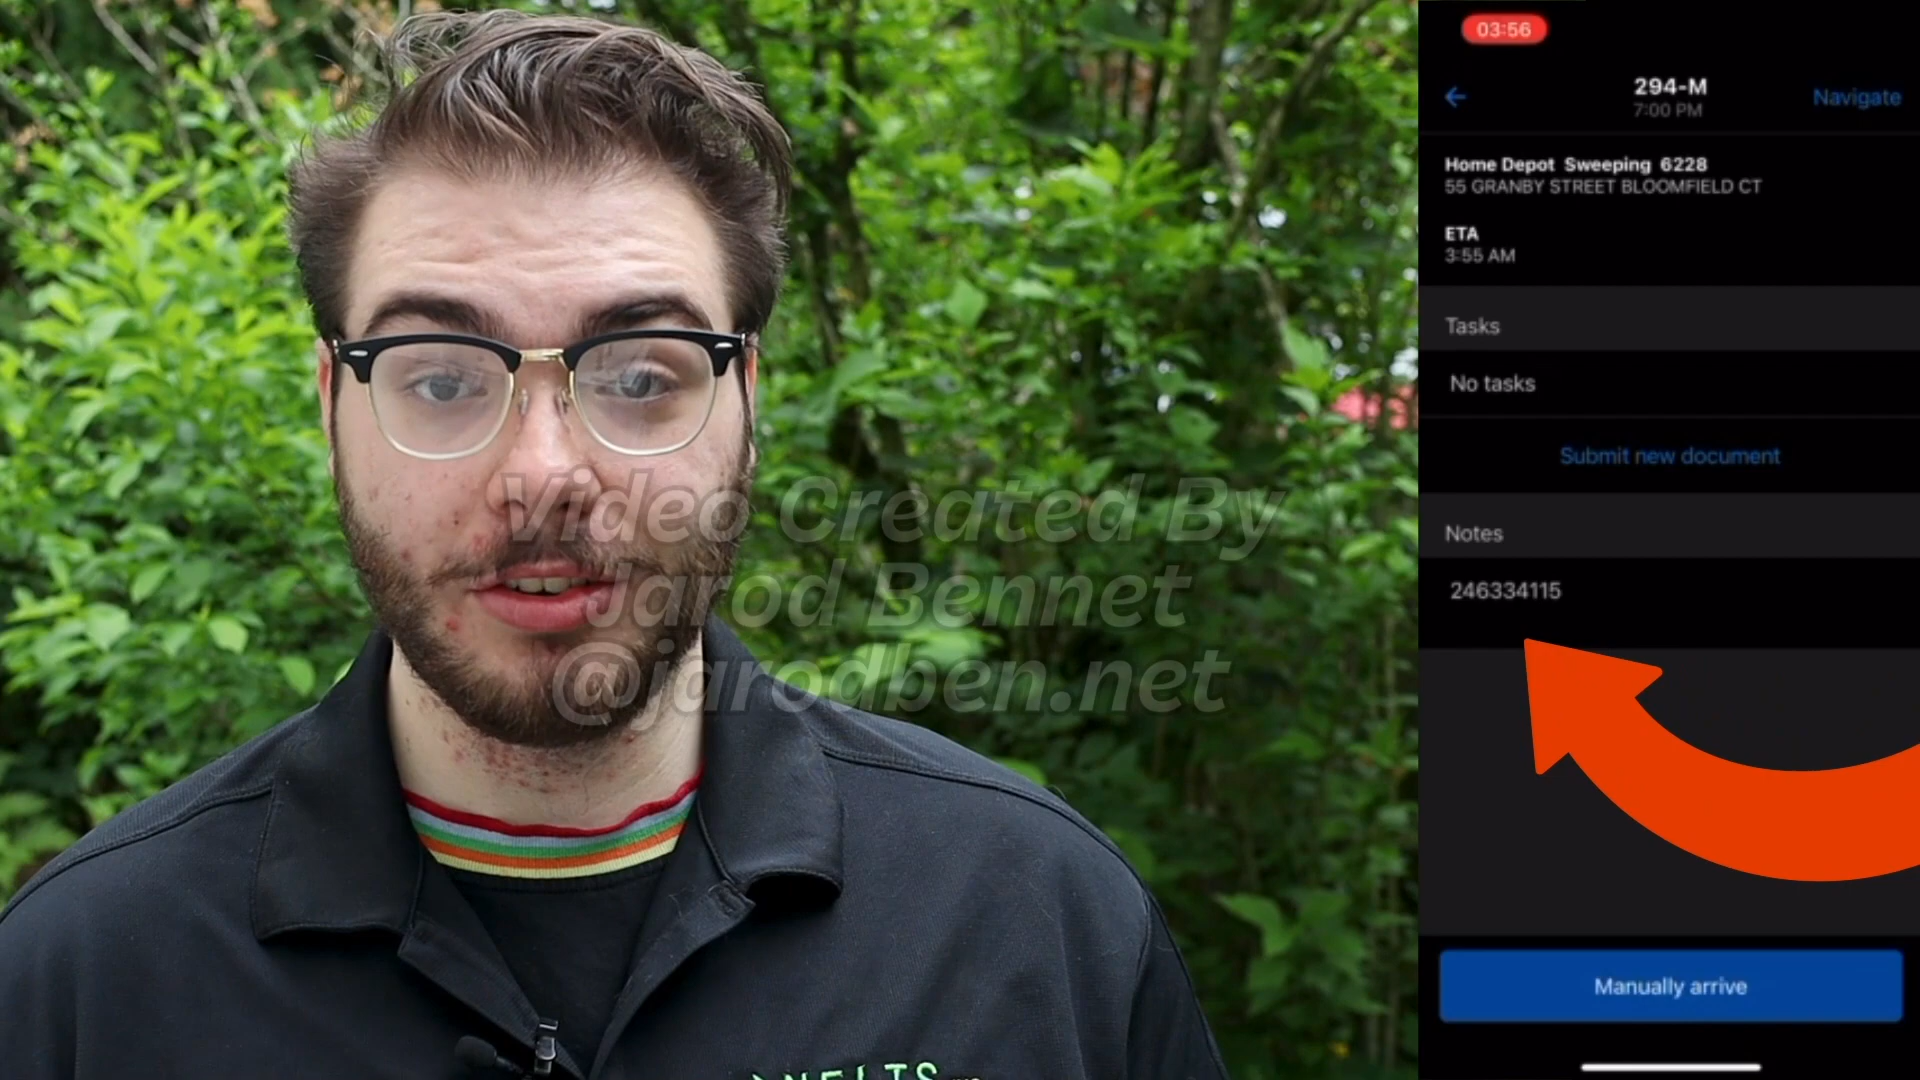 Video Created By
Jarod Bennet
@jarodben.net
03:56
294-M
7:00 PM
Navigate
Home Depot Sweeping 6228
55 GRANBY STREET BLOOMFIELD CT
ETA
3:55 AM
Tasks
No tasks
Submit new document
Notes
246334115
Manually arrive